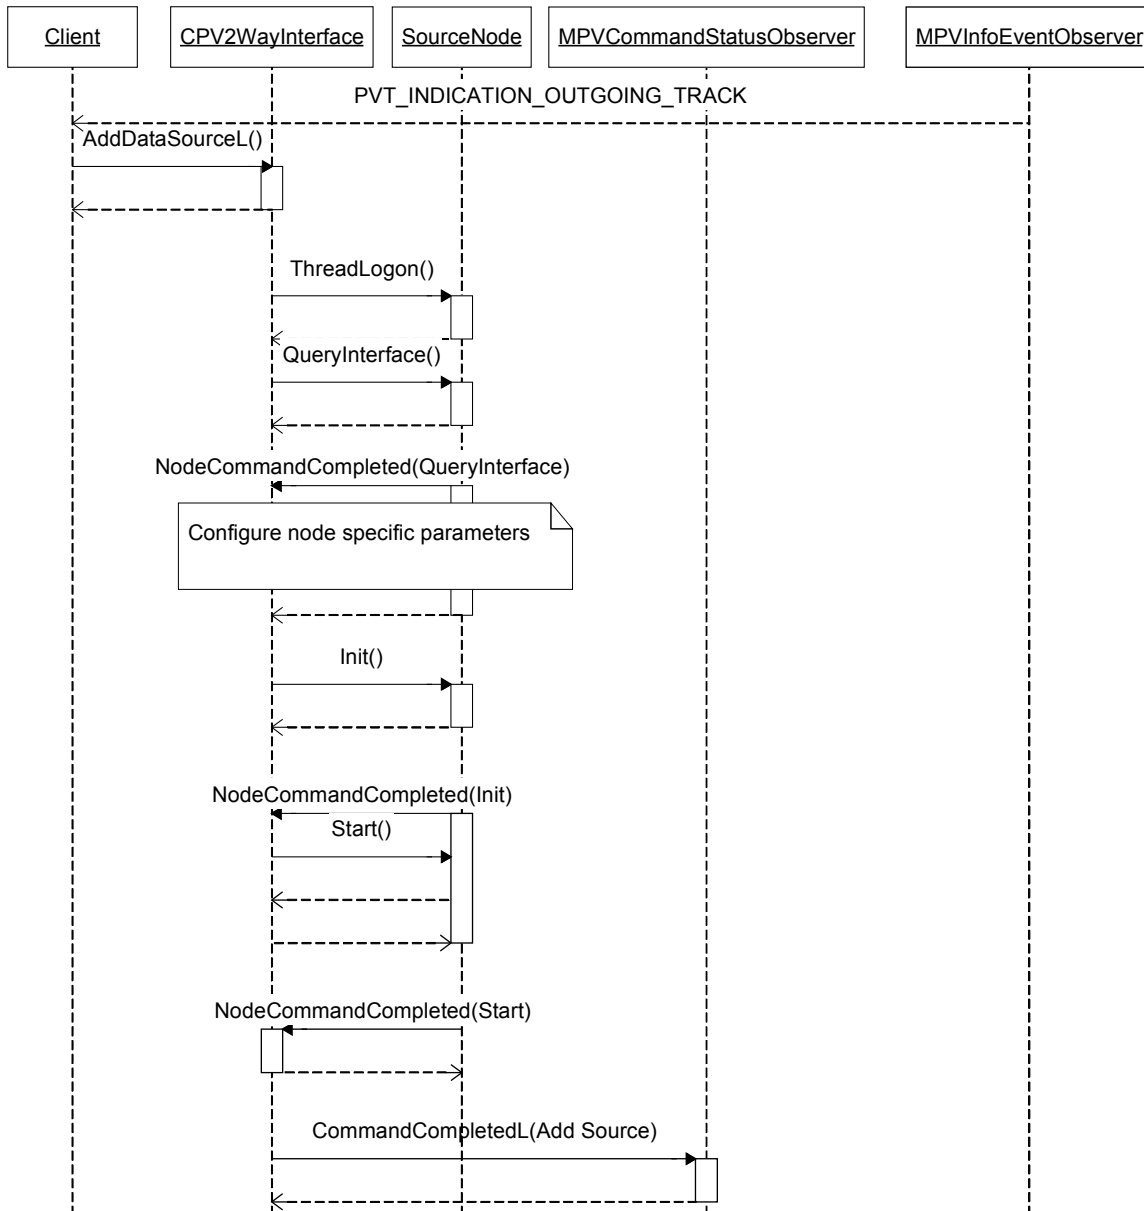 Client
CPV2WayInterface
SourceNode
MPVCommandStatusObserver
MPVInfoEventObserver
PVT_INDICATION_OUTGOING_TRACK
AddDataSourceL()
ThreadLogon()
QueryInterface()
NodeCommandCompleted(QueryInterface)
Configure node specific parameters
Init()
NodeCommandCompleted(Init)
Start()
NodeCommandCompleted(Start)
CommandCompletedL(Add Source)